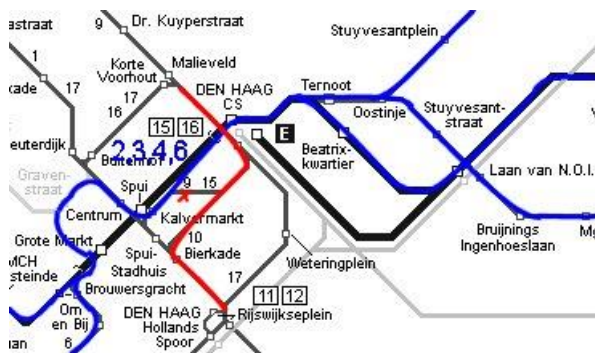 9
Dr. Kuyperstraat
astraat
Stuyvesantplein
1
Malieveld
Korte
Voorhout
kade
17
17
16
DEN HAAG
CS
Ternoot
Oostinje
Stuyvesant-
straat
15 16
E
euterdijk
2,3,4,6
Buitenhof
Beatrix-
kwartier
Laan van N.O.I.
Graven-
straat
Spui
9 15
Centrum
Kalvermarkt
Grote Markt
10
Bierkade
Spui-
Stadhuis
MCH
steinde
Brouwersgracht
Weteringplein
Bruijnings
Ingenhoeslaan
17
11 12
Om
en Bij
6
DEN HAAG
Hollands
Spoor
Rijswijkseplein
an